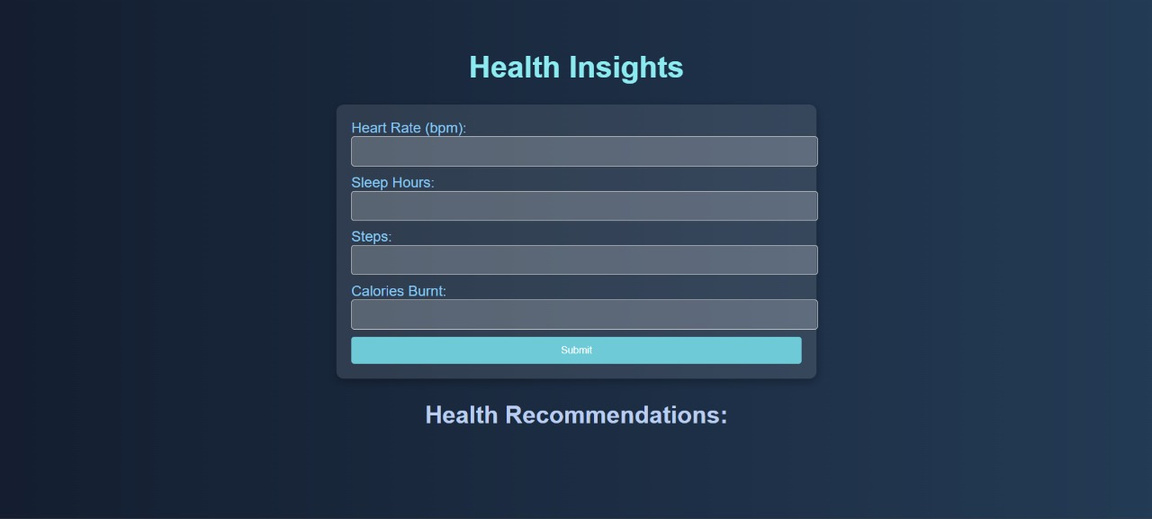 Health Insights
Heart Rate (bpm):
Sleep Hours:
Steps:
Calories Burnt:
Submit
Health Recommendations: